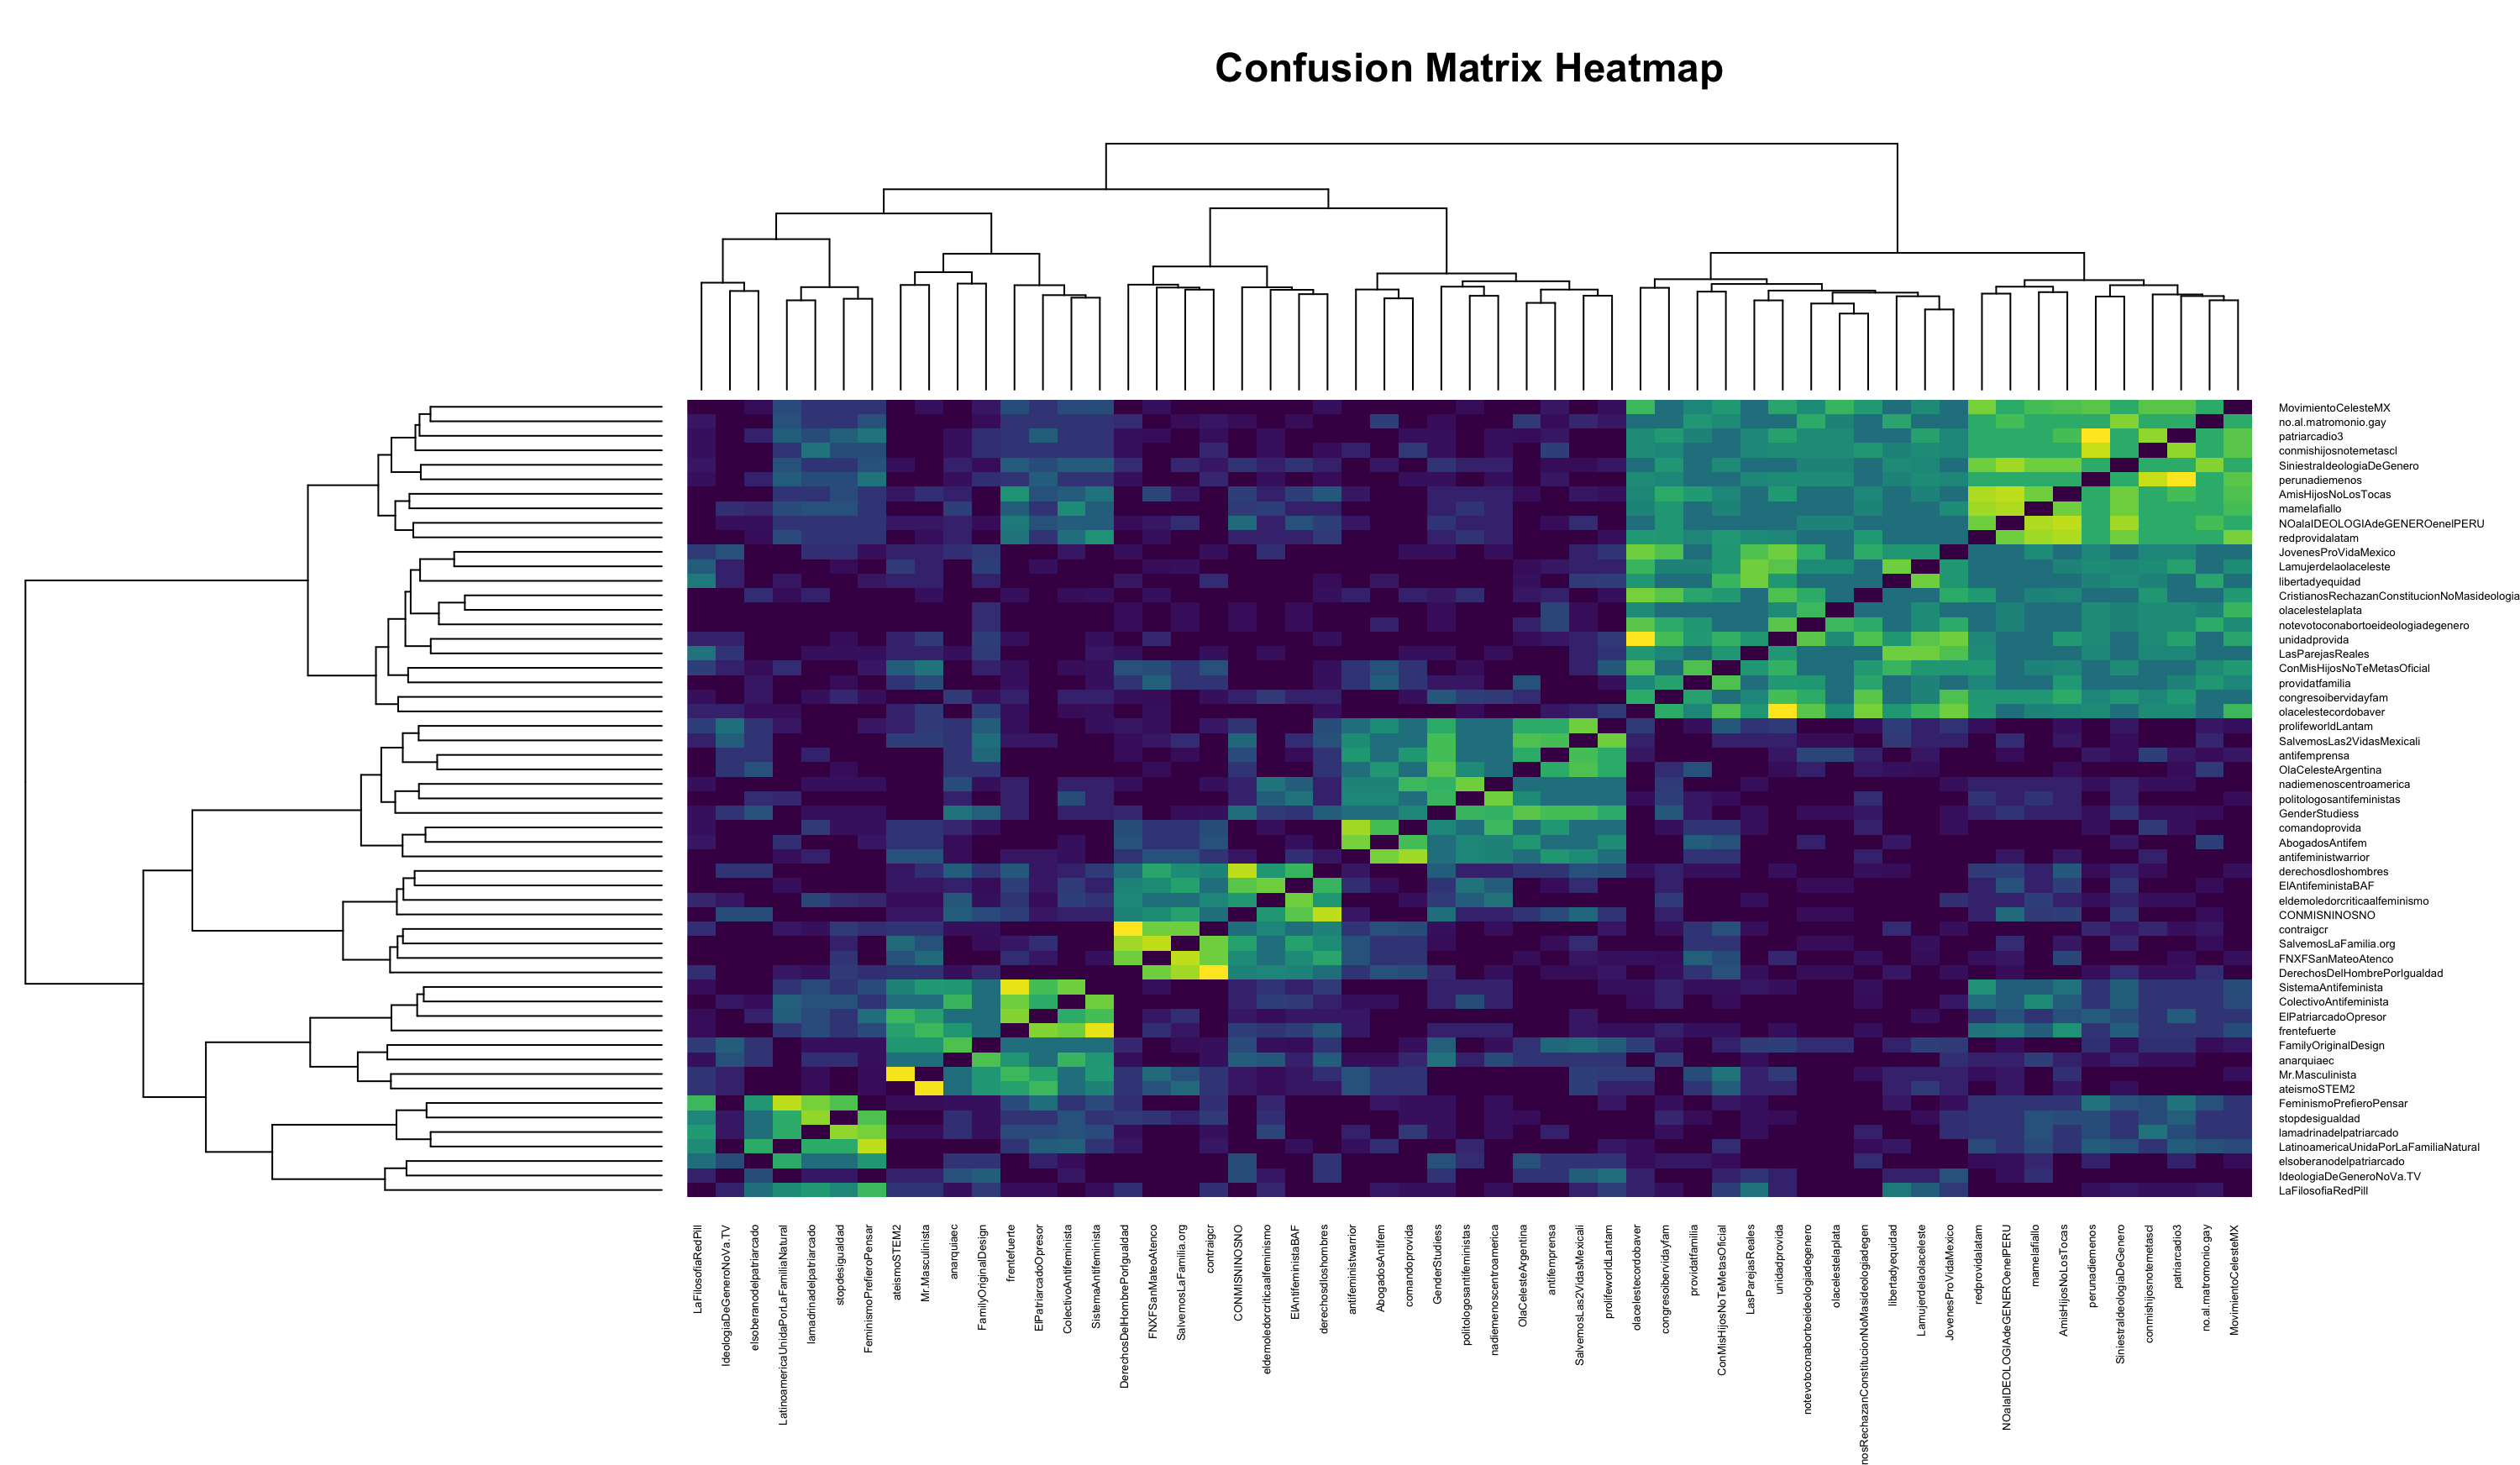 Confusion Matrix Heatmap
MovimientoCelesteMX
no.al.matromonio.gay
patriarcadio3
conmishijosnotemetascl
SiniestraIdeologiaDeGenero
perunadiemenos
AmisHijosNoLosTocas
mamelafiallo
NOalaIDEOLOGIAdeGENEROenelPERU
redprovidalatam
JovenesProVidaMexico
Lamujerdelaolaceleste
libertadyequidad
CristianosRechazanConstitucionNoMasideologia
olacelestelaplata
notevotoconabortoeideologiadegenero
unidadprovida
LasParejasReales
ConMisHijosNoTeMetasOficial
providatfamilia
congresoibervidayfam
olacelestecordobaver
prolifeworldLantam
SalvemosLas2VidasMexicali
antifemprensa
OlaCelesteArgentina
nadiemenoscentroamerica
politologosantifeministas
GenderStudiess
comandoprovida
AbogadosAntifem
antifeministwarrior
derechosdloshombres
ElAntifeministaBAF
eldemoledorcriticaalfeminismo
CONMISNINOSNO
contraigcr
SalvemosLaFamilia.org
FNXFSanMateoAtenco
DerechosDelHombrePorIgualdad
SistemaAntifeminista
ColectivoAntifeminista
ElPatriarcadoOpresor
frentefuerte
FamilyOriginalDesign
anarquiaec
Mr.Masculinista
ateismoSTEM2
FeminismoPrefieroPensar
stopdesigualdad
lamadrinadelpatriarcado
LatinoamericaUnidaPorLaFamiliaNatural
elsoberanodelpatriarcado
IdeologiaDeGeneroNoVa.TV
LaFilosofiaRedPill
LaFilosofiaRedPill
IdeologiaDeGeneroNoVa.TV
elsoberanodelpatriarcado
LatinoamericaUnidaPorLaFamiliaNatural
lamadrinadelpatriarcado
stopdesigualdad
FeminismoPrefieroPensar
ateismoSTEM2
Mr.Masculinista
anarquiaec
FamilyOriginalDesign
frentefuerte
ElPatriarcadoOpresor
ColectivoAntifeminista
SistemaAntifeminista
DerechosDelHombrePorIgualdad
FNXFSanMateoAtenco
SalvemosLaFamilia.org
contraigcr
CONMISNINOSNO
eldemoledorcriticaalfeminismo
ElAntifeministaBAF
derechosdloshombres
antifeministwarrior
AbogadosAntifem
comandoprovida
GenderStudiess
politologosantifeministas
nadiemenoscentroamerica
OlaCelesteArgentina
antifemprensa
SalvemosLas2VidasMexicali
prolifeworldLantam
olacelestecordobaver
congresoibervidayfam
providatfamilia
ConMisHijosNoTeMetasOficial
LasParejasReales
unidadprovida
notevotoconabortoeideologiadegenero
olacelestelaplata
nosRechazanConstitucionNoMasideologiadegen
libertadyequidad
Lamujerdelaolaceleste
JovenesProVidaMexico
redprovidalatam
NOalaIDEOLOGIAdeGENEROenelPERU
mamelafiallo
AmisHijosNoLosTocas
perunadiemenos
SiniestraIdeologiaDeGenero
conmishijosnotemetascl
patriarcadio3
no.al.matromonio.gay
MovimientoCelesteMX